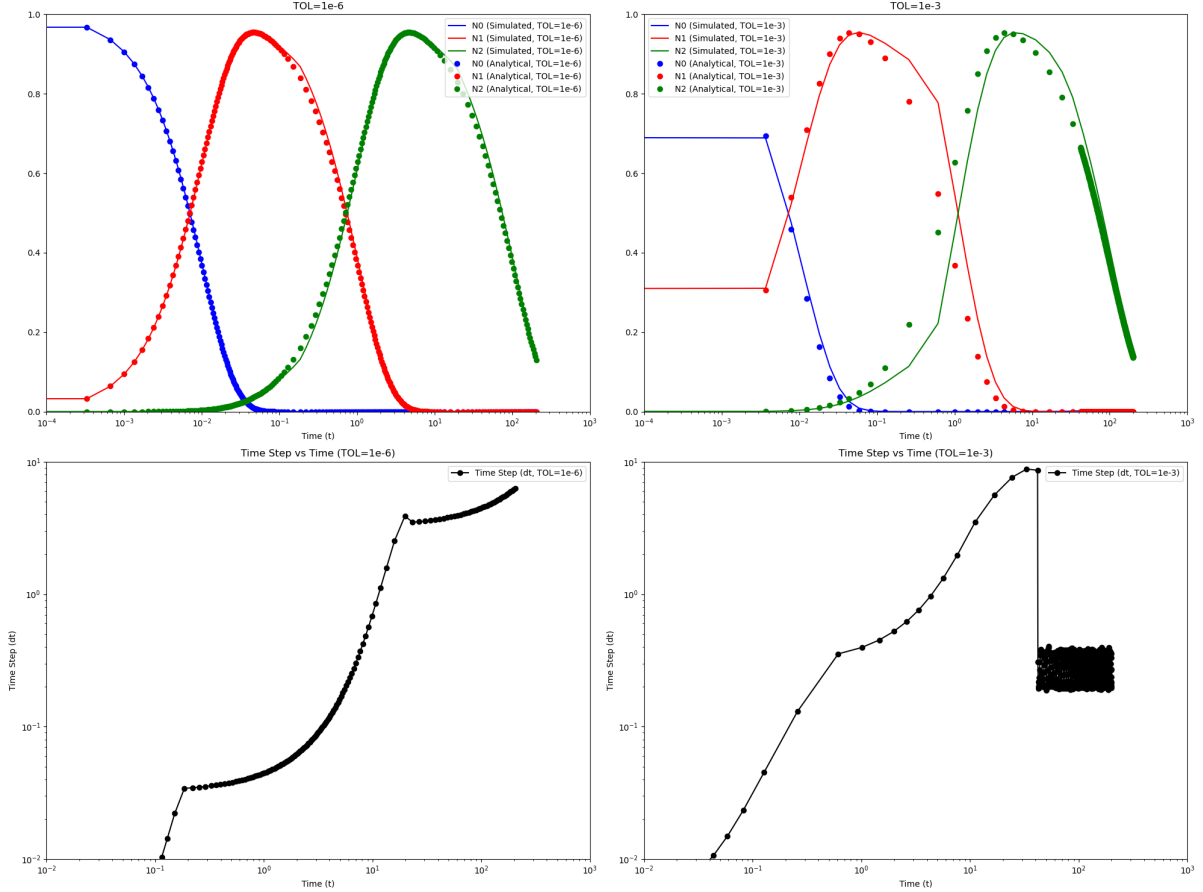 TOL=1e-6
1.0
0.8
0.6
0.4
0.2
0.0
N0 (Simulated, TOL=1e-6)
N1 (Simulated, TOL=1e-6)
N2 (Simulated, TOL=1e-6)
N0 (Analytical, TOL=1e-6)
N1 (Analytical, TOL=1e-6)
N2 (Analytical, TOL=1e-6)
10⁻⁴ 10⁻³ 10⁻² 10⁻¹ 10⁰ 10¹ 10² 10³
Time (t)
TOL=1e-3
1.0
0.8
0.6
0.4
0.2
0.0
N0 (Simulated, TOL=1e-3)
N1 (Simulated, TOL=1e-3)
N2 (Simulated, TOL=1e-3)
N0 (Analytical, TOL=1e-3)
N1 (Analytical, TOL=1e-3)
N2 (Analytical, TOL=1e-3)
10⁻⁴ 10⁻³ 10⁻² 10⁻¹ 10⁰ 10¹ 10² 10³
Time (t)
Time Step vs Time (TOL=1e-6)
Time Step (dt, TOL=1e-6)
Time Step (dt)
10¹
10⁰
10⁻¹
10⁻²
10⁻² 10⁻¹ 10⁰ 10¹ 10² 10³
Time (t)
Time Step vs Time (TOL=1e-3)
Time Step (dt, TOL=1e-3)
Time Step (dt)
10¹
10⁰
10⁻¹
10⁻²
10⁻² 10⁻¹ 10⁰ 10¹ 10² 10³
Time (t)